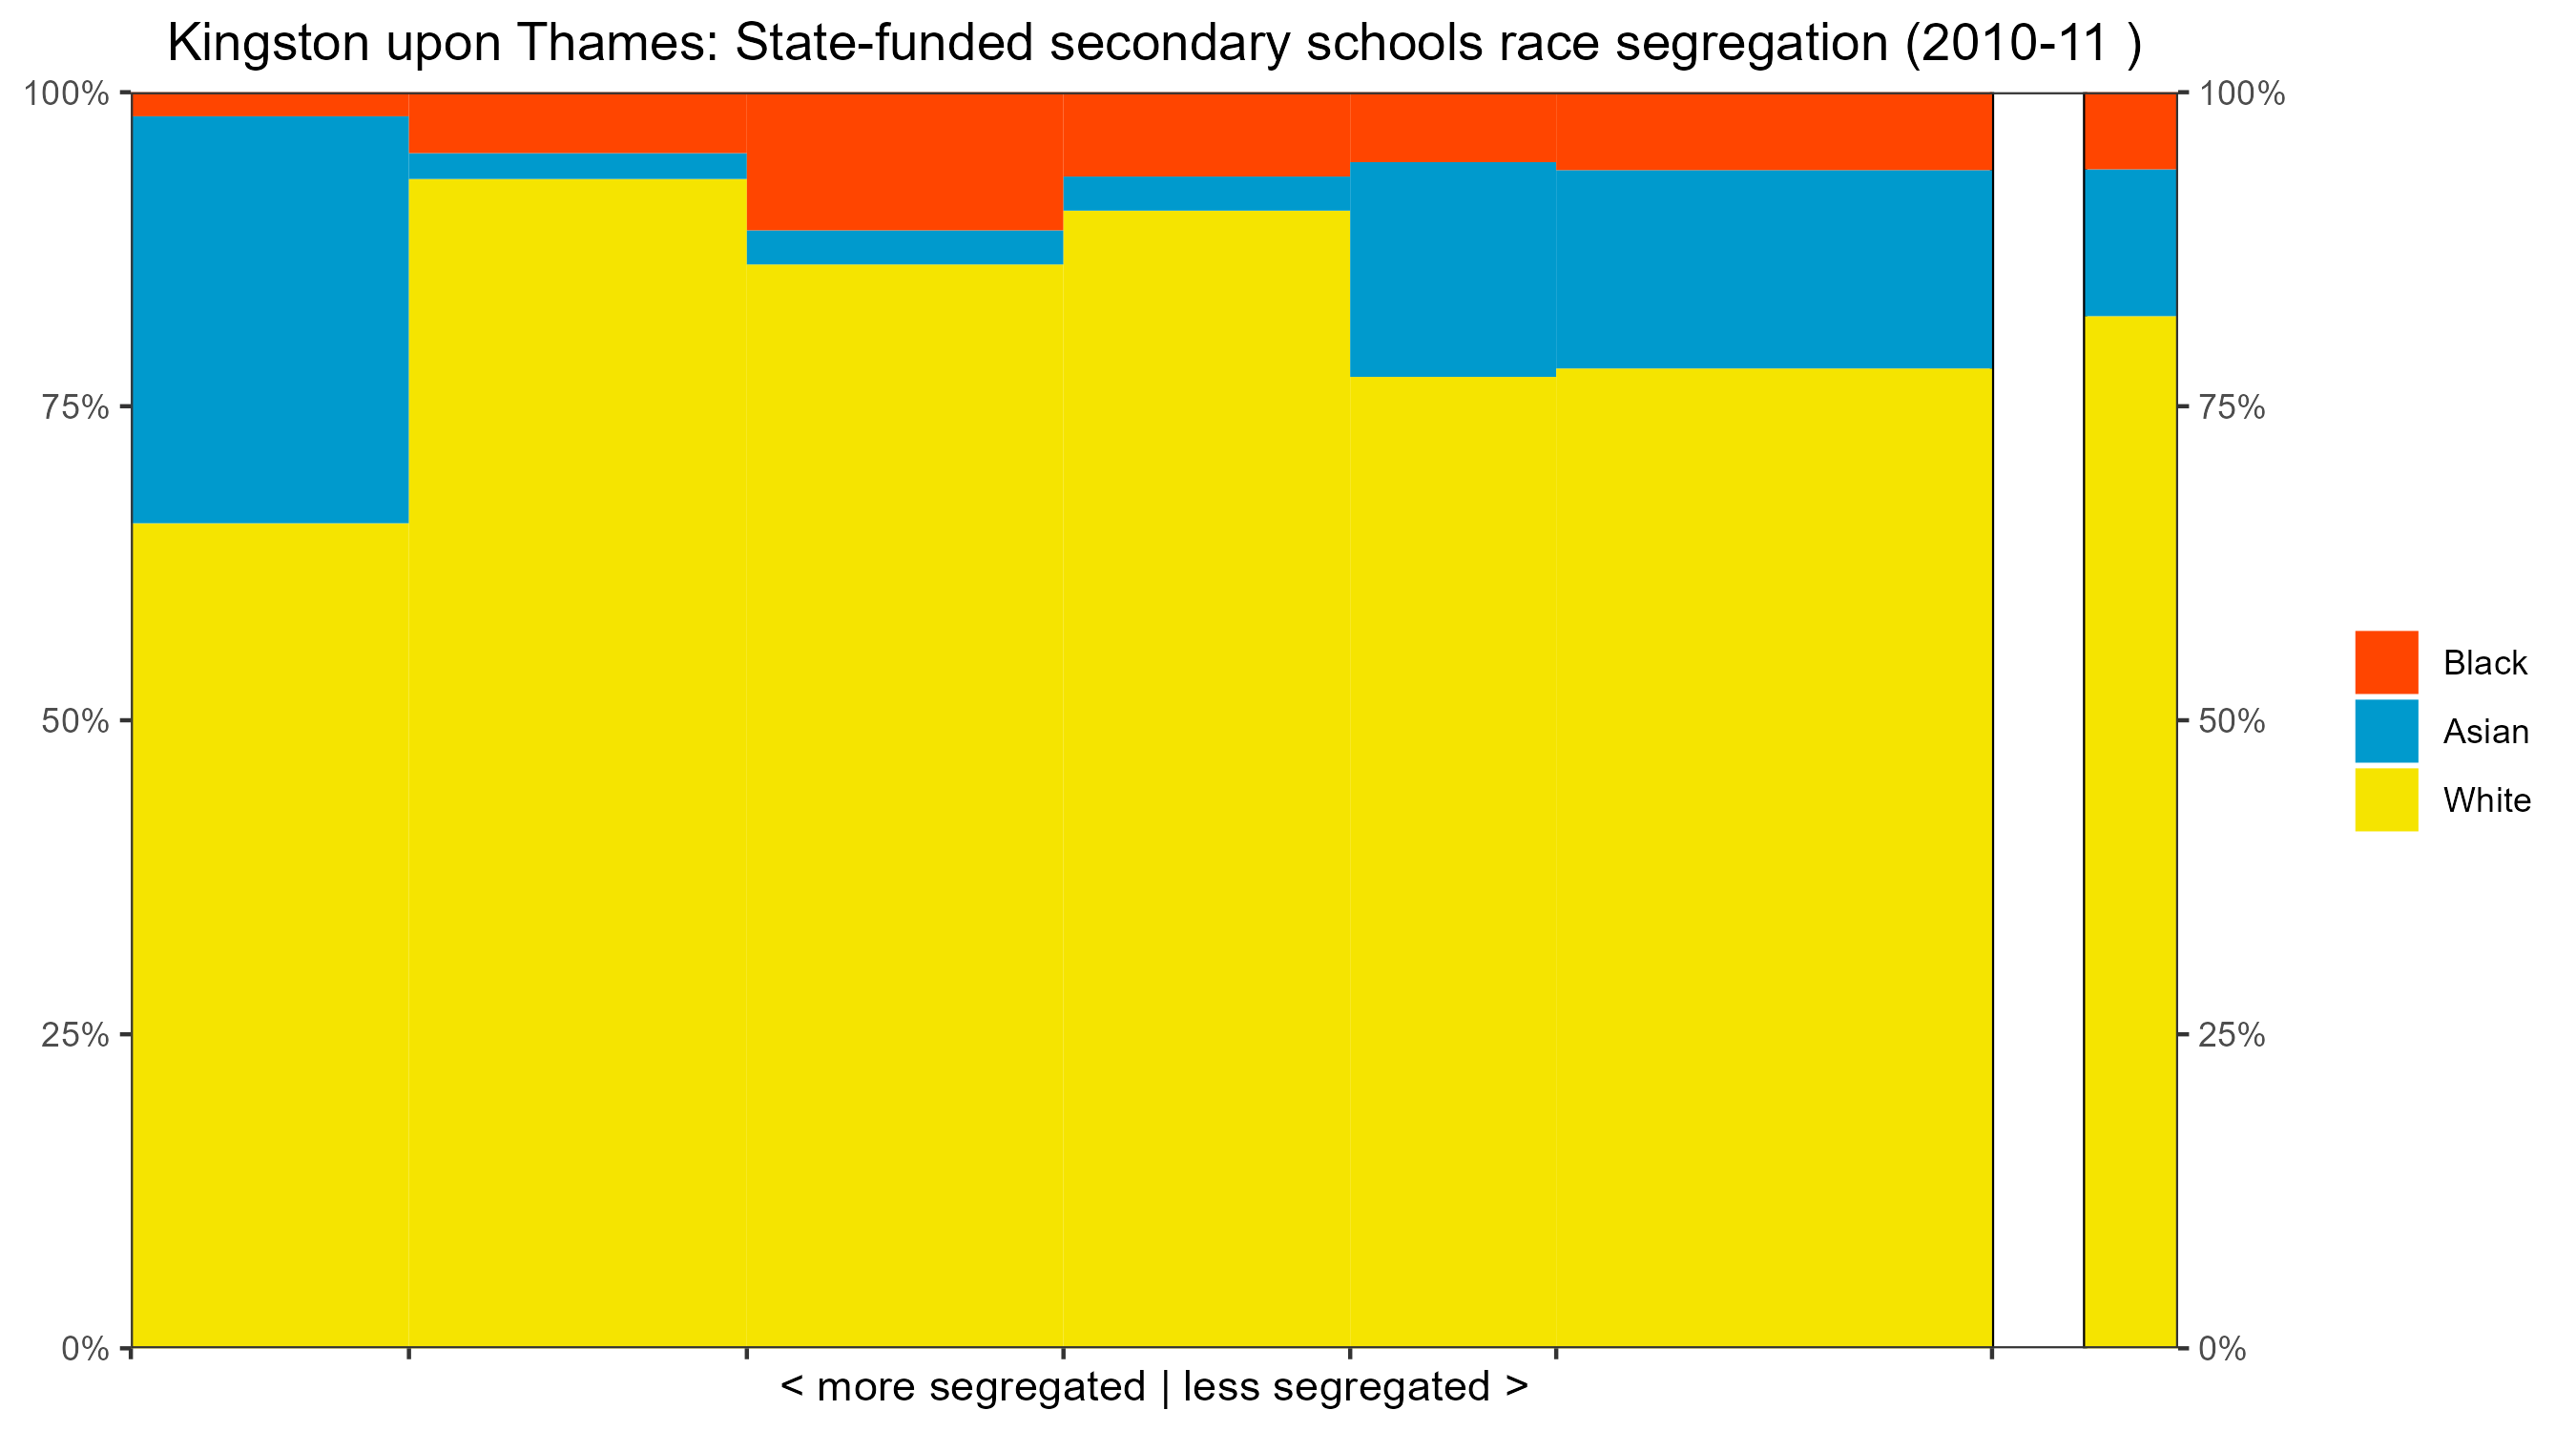 Kingston upon Thames: State-funded secondary schools race segregation (2010-11 )
100%
75%
50%
25%
0%
100%
75%
50%
25%
0%
Black
Asian
White
< more segregated | less segregated >